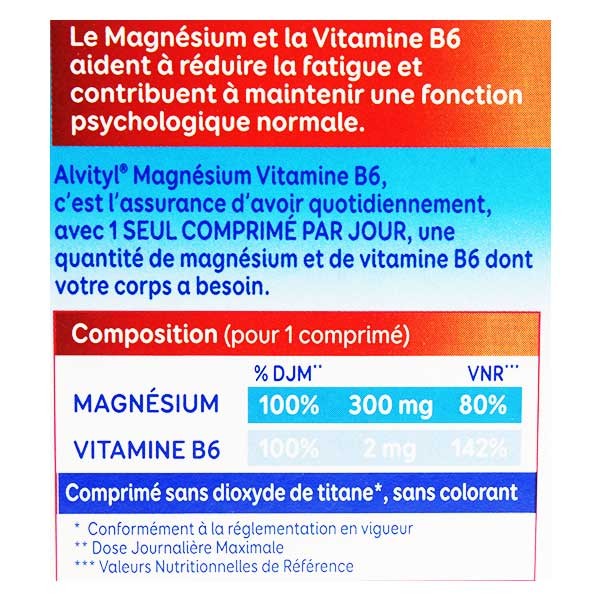 Le Magnésium et la Vitamine B6
aident à réduire la fatigue et
contribuent à maintenir une fonction
psychologique normale.
Alvityl® Magnésium Vitamine B6,
c'est l'assurance d'avoir quotidiennement,
avec 1 SEUL COMPRIMÉ PAR JOUR, une
quantité de magnésium et de vitamine B6 dont
votre corps a besoin.
Composition (pour 1 comprimé)
% DJM** VNR***
MAGNÉSIUM 100% 300 mg 80%
VITAMINE B6 100% 2 mg 142%
Comprimé sans dioxyde de titane*, sans colorant
* Conformément à la réglementation en vigueur
** Dose Journalière Maximale
*** Valeurs Nutritionnelles de Référence